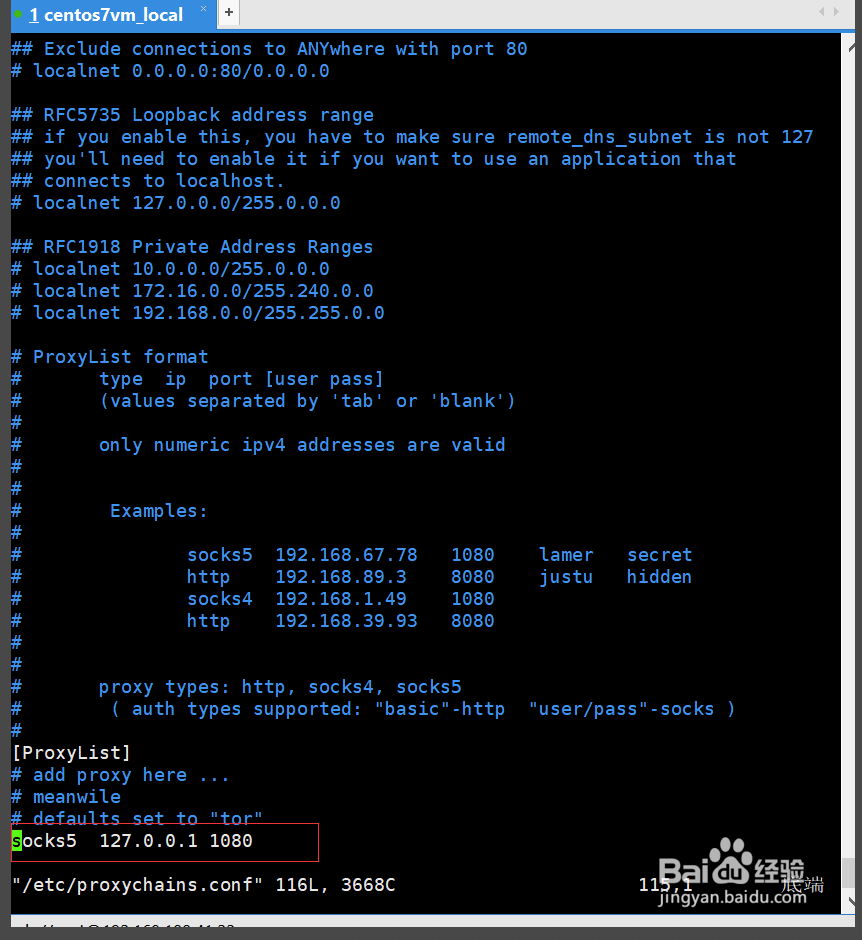 1 centos7vm_local × +
## Exclude connections to ANYwhere with port 80
# localnet 0.0.0.0:80/0.0.0.0
## RFC5735 Loopback address range
## if you enable this, you have to make sure remote_dns_subnet is not 127
## you'll need to enable it if you want to use an application that
## connects to localhost.
# localnet 127.0.0.0/255.0.0.0
## RFC1918 Private Address Ranges
# localnet 10.0.0.0/255.0.0.0
# localnet 172.16.0.0/255.240.0.0
# localnet 192.168.0.0/255.255.0.0
# ProxyList format
#       type  ip  port [user pass]
#       (values separated by 'tab' or 'blank')
#
#       only numeric ipv4 addresses are valid
#
#
#        Examples:
#
#               socks5  192.168.67.78   1080    lamer   secret
#               http    192.168.89.3    8080    justu   hidden
#               socks4  192.168.1.49    1080
#               http    192.168.39.93   8080
#
#
#       proxy types: http, socks4, socks5
#        ( auth types supported: "basic"-http  "user/pass"-socks )
#
[ProxyList]
# add proxy here ...
# meanwile
# defaults set to "tor"
socks5  127.0.0.1 1080
"/etc/proxychains.conf" 116L, 3668C 115,1 底端
Baidu 经验
jingyan.baidu.com